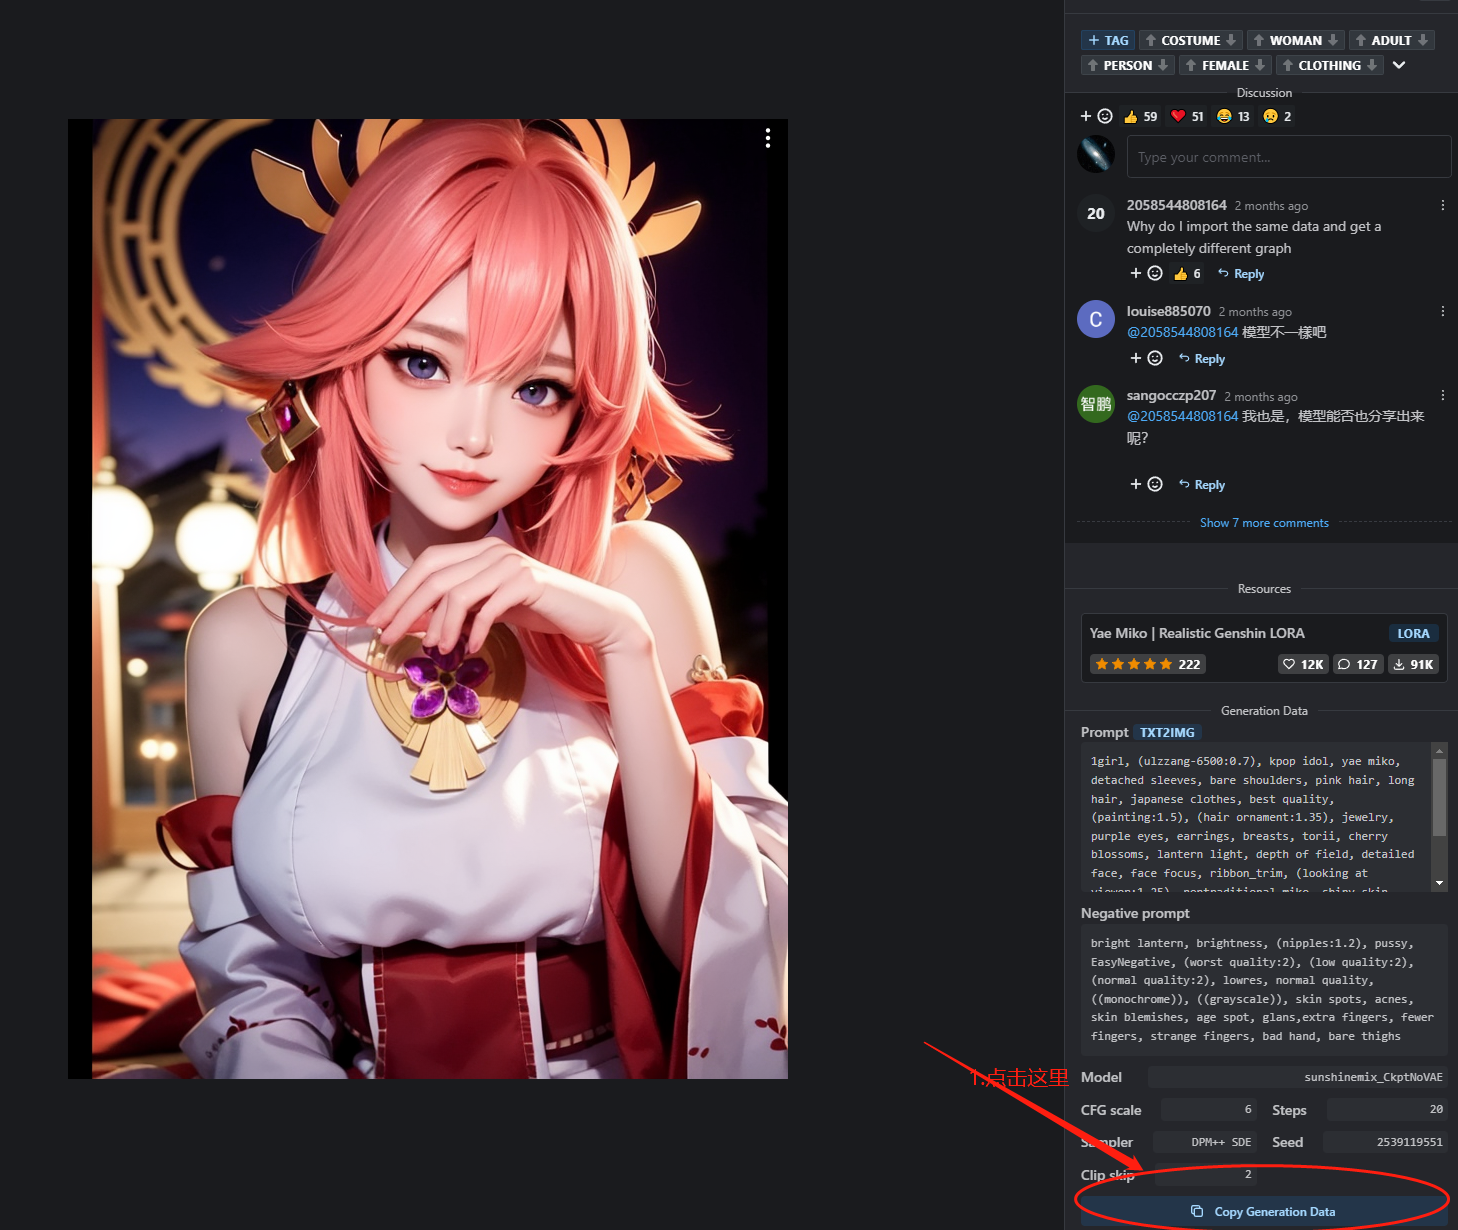 + TAG COSTUME WOMAN ADULT
PERSON FEMALE CLOTHING
Discussion
59 51 13 2
Type your comment...
20
2058544808164 2 months ago
Why do I import the same data and get a
completely different graph
6 Reply
C
louise885070 2 months ago
@2058544808164 模型不一樣吧
Reply
智鹏
sangocczp207 2 months ago
@2058544808164 我也是，模型能否也分享出来
呢？
Reply
Show 7 more comments
Resources
Yae Miko | Realistic Genshin LORA LORA
222 12K 127 91K
Generation Data
Prompt TXT2IMG
1girl, (ulzzang-6500:0.7), kpop idol, yae miko,
detached sleeves, bare shoulders, pink hair, long
hair, japanese clothes, best quality,
(painting:1.5), (hair ornament:1.35), jewelry,
purple eyes, earrings, breasts, torii, cherry
blossoms, lantern light, depth of field, detailed
face, face focus, ribbon_trim, (looking at
viewer:1.25), nontraditional miko, shiny skin
Negative prompt
bright lantern, brightness, (nipples:1.2), pussy,
EasyNegative, (worst quality:2), (low quality:2),
(normal quality:2), lowres, normal quality,
((monochrome)), ((grayscale)), skin spots, acnes,
skin blemishes, age spot, glans,extra fingers, fewer
fingers, strange fingers, bad hand, bare thighs
1.点击这里
Model sunshinemix_CkptNoVAE
CFG scale 6 Steps 20
Sampler DPM++ SDE Seed 2539119551
Clip skip 2
Copy Generation Data